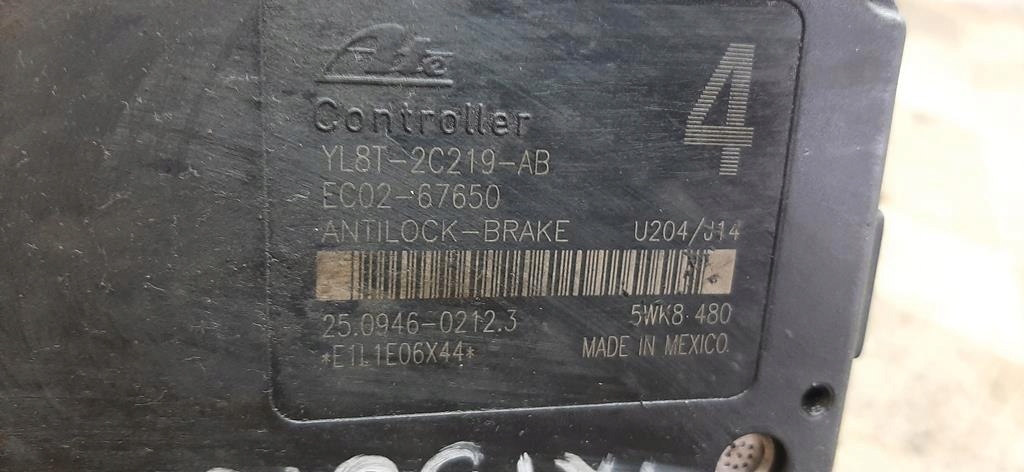 Ate
Controller
4
YL8T-2C219-AB
EC02-67650
ANTILOCK-BRAKE U204/J14
25.0946-0212.3 5WK8 480
*E1L1E06X44* MADE IN MEXICO.